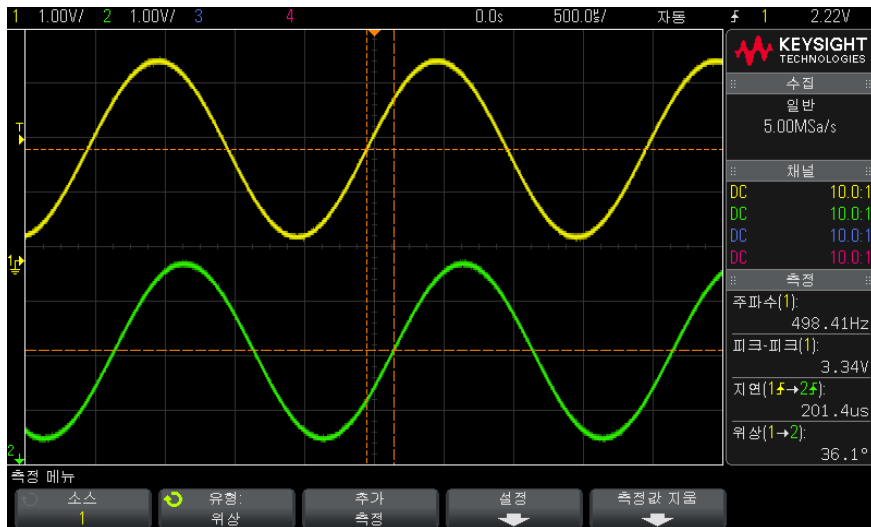 1 1.00V/ 2 1.00V/ 3 4 0.0s 500.0㎲/ 자동 1 2.22V
KEYSIGHT
TECHNOLOGIES
수집
일반
5.00MSa/s
채널
DC 10.0:1
DC 10.0:1
DC 10.0:1
DC 10.0:1
측정
주파수(1):
498.41Hz
피크-피크(1):
3.34V
지연(1→2):
201.4us
위상(1→2):
36.1°
T
1
2
측정 메뉴
소스
1
유형:
위상
추가
측정
설정
측정값 지움